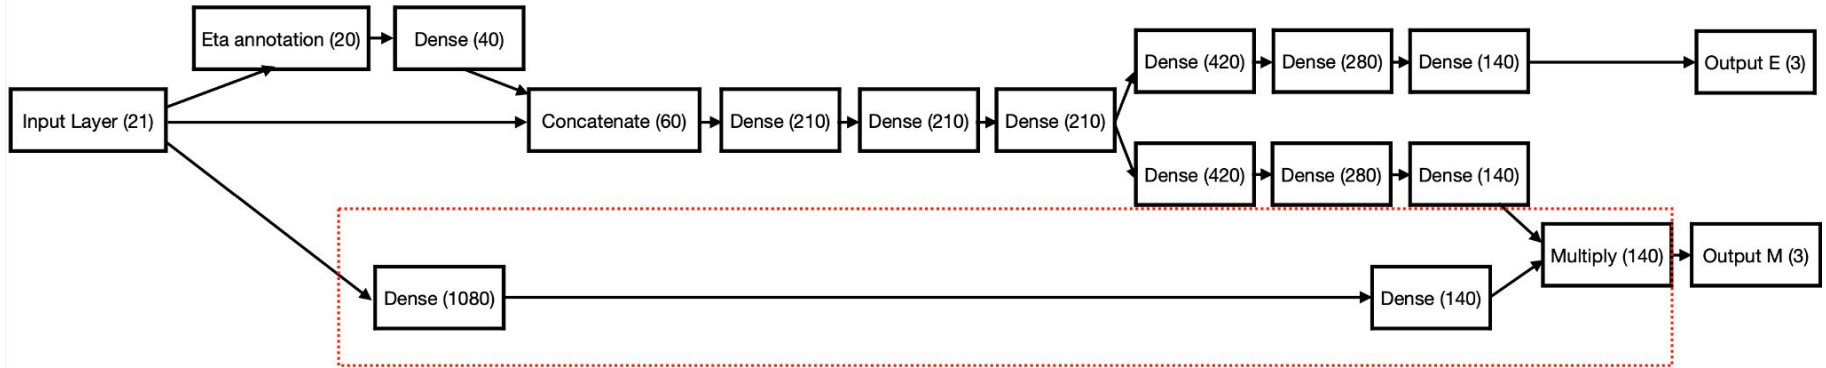 Eta annotation (20)
Dense (40)
Input Layer (21)
Concatenate (60)
Dense (210)
Dense (210)
Dense (210)
Dense (420)
Dense (280)
Dense (140)
Output E (3)
Dense (420)
Dense (280)
Dense (140)
Dense (1080)
Dense (140)
Multiply (140)
Output M (3)